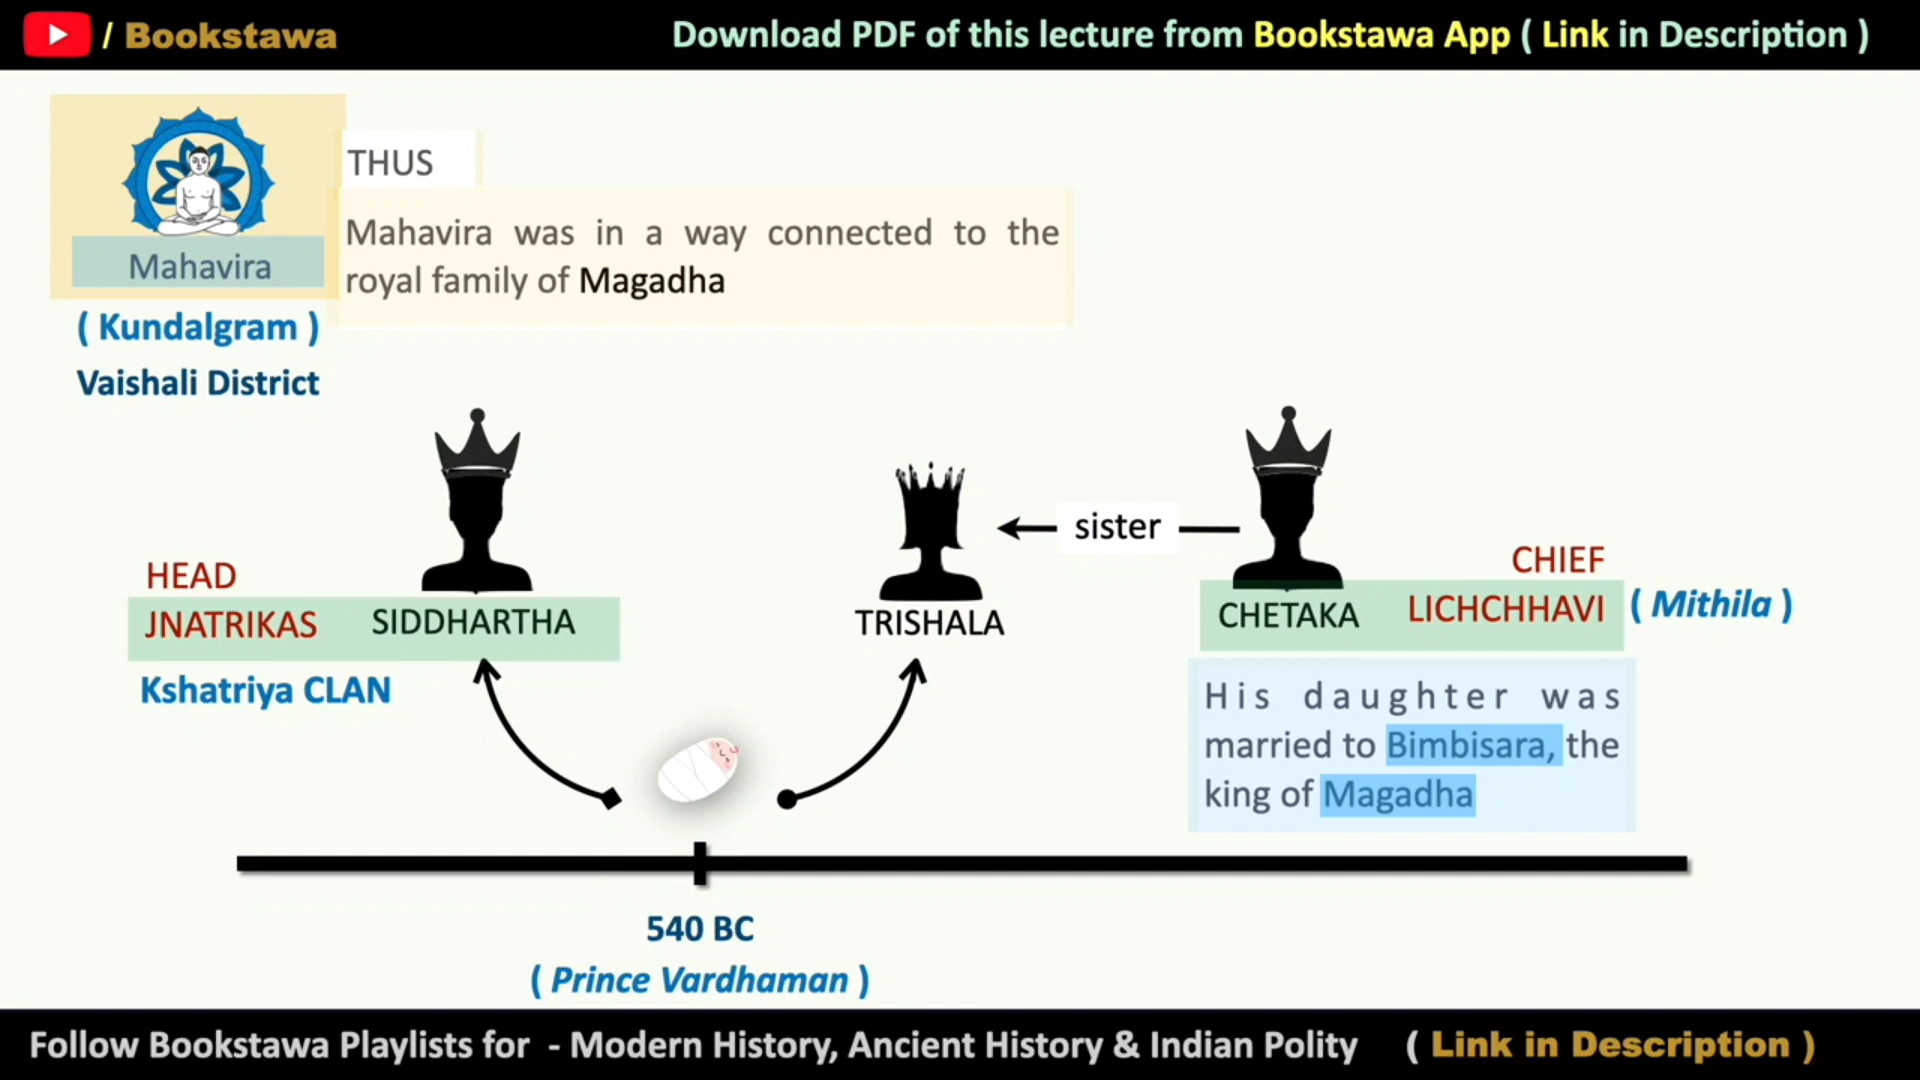 / Bookstawa
Download PDF of this lecture from Bookstawa App ( Link in Description )
THUS
Mahavira was in a way connected to the
royal family of Magadha
Mahavira
( Kundalgram )
Vaishali District
sister
HEAD
JNATRIKAS SIDDHARTHA
Kshatriya CLAN
TRISHALA
CHIEF
CHETAKA LICHCHHAVI ( Mithila )
His daughter was
married to Bimbisara, the
king of Magadha
540 BC
( Prince Vardhaman )
Follow Bookstawa Playlists for - Modern History, Ancient History & Indian Polity ( Link in Description )